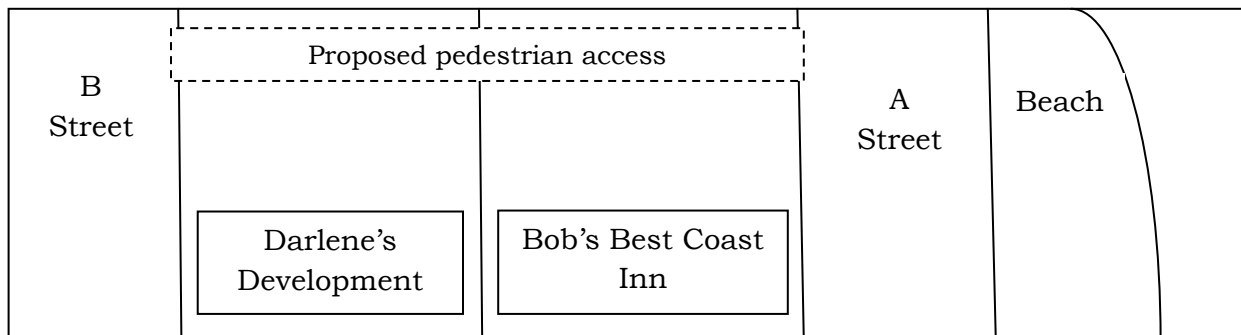 Proposed pedestrian access
B
Street
A
Street
Beach
Darlene’s
Development
Bob’s Best Coast
Inn